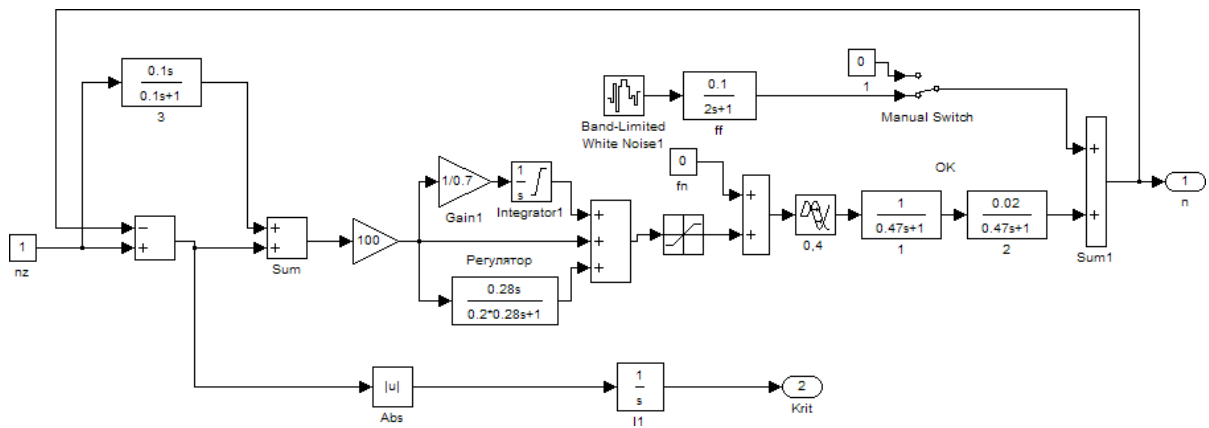 0.1s
0.1s+1
3
0
1
0.1
2s+1
ff
Band-Limited
White Noise1
Manual Switch
0
fn
OK
1/0.7
Gain1
1
s
Integrator1
−
+
1
nz
+
+
Sum
100
Регулятор
0.28s
0.2*0.28s+1
+
+
+
+
+
0,4
1
0.47s+1
1
0.02
0.47s+1
2
+
+
Sum1
1
n
|u|
Abs
1
s
I1
2
Krit